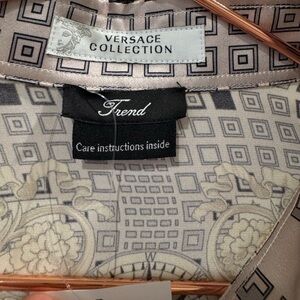 VERSACE
COLLECTION
Trend
Care instructions inside